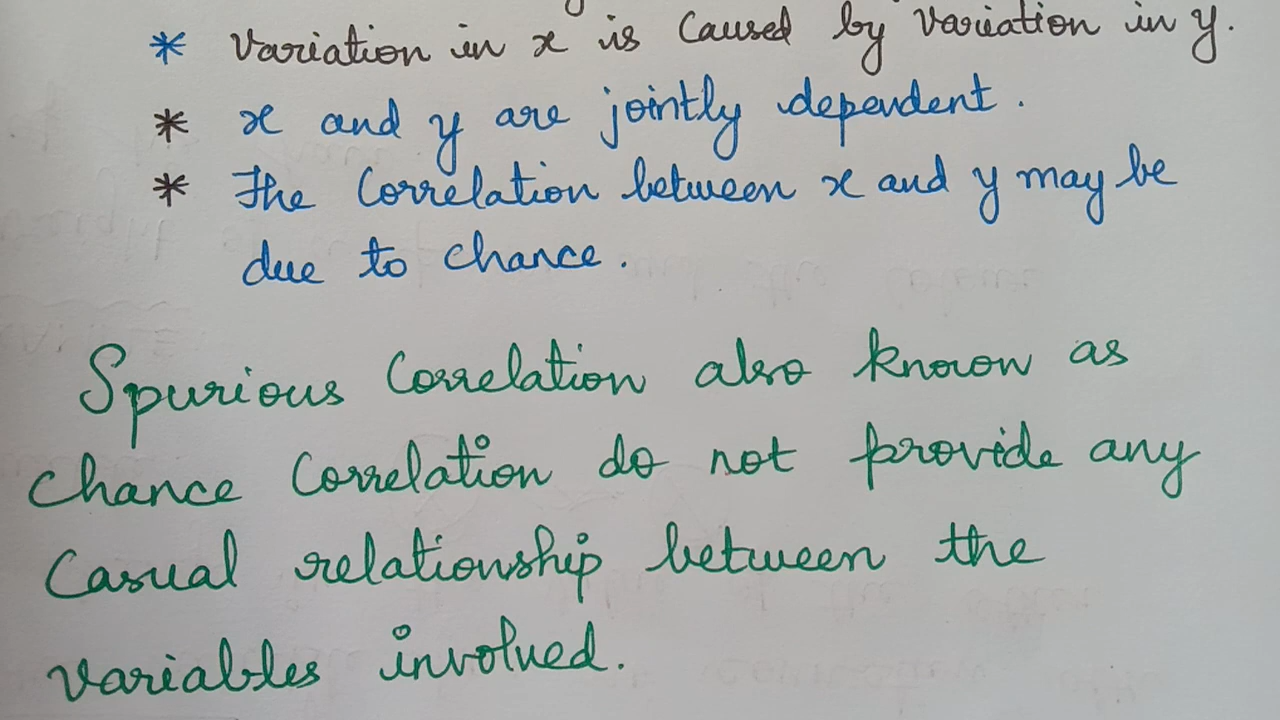 * Variation in x is Caused by Variation in y.
* x and y are jointly dependent.
* The Correlation between x and y may be
due to chance.
Spurious Correlation also known as
chance Correlation do not provide any
Casual relationship between the
variables involved.